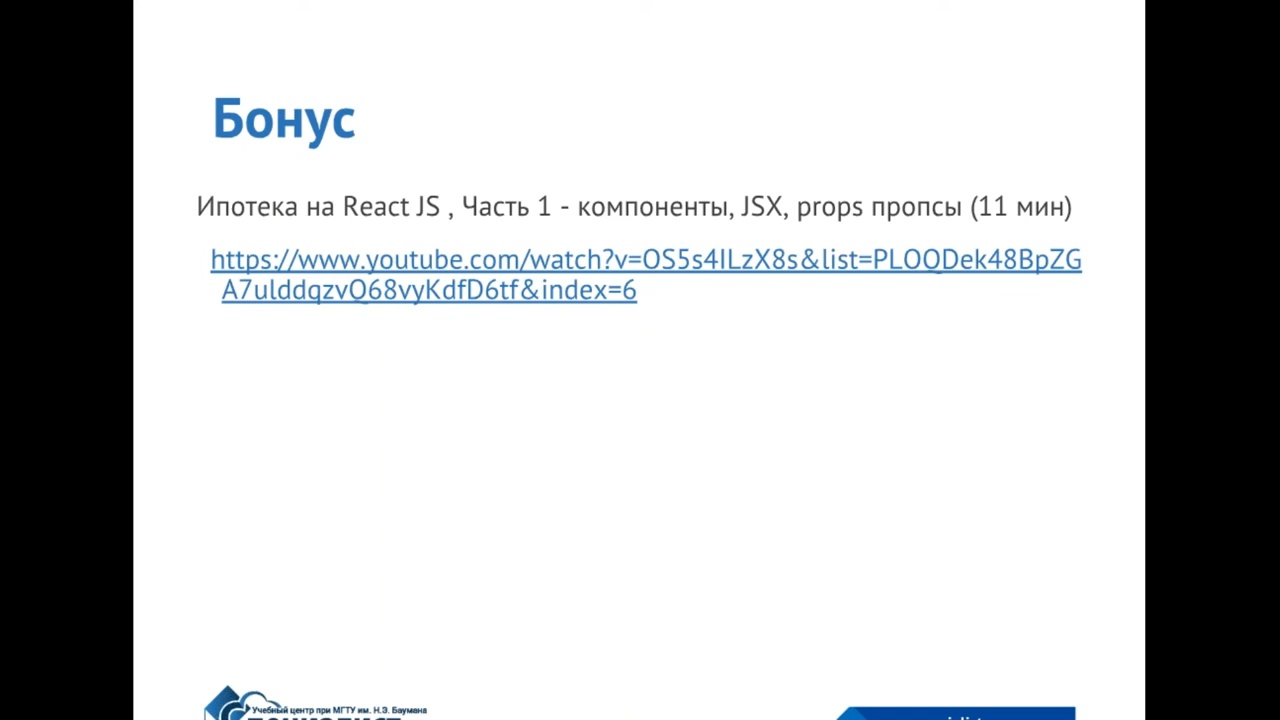 Бонус
Ипотека на React JS , Часть 1 - компоненты, JSX, props пропсы (11 мин)
https://www.youtube.com/watch?v=OS5s4ILzX8s&list=PLOQDek48BpZG
A7ulddqzvQ68vyKdfD6tf&index=6
Учебный центр при МГТУ им. Н.Э. Баумана